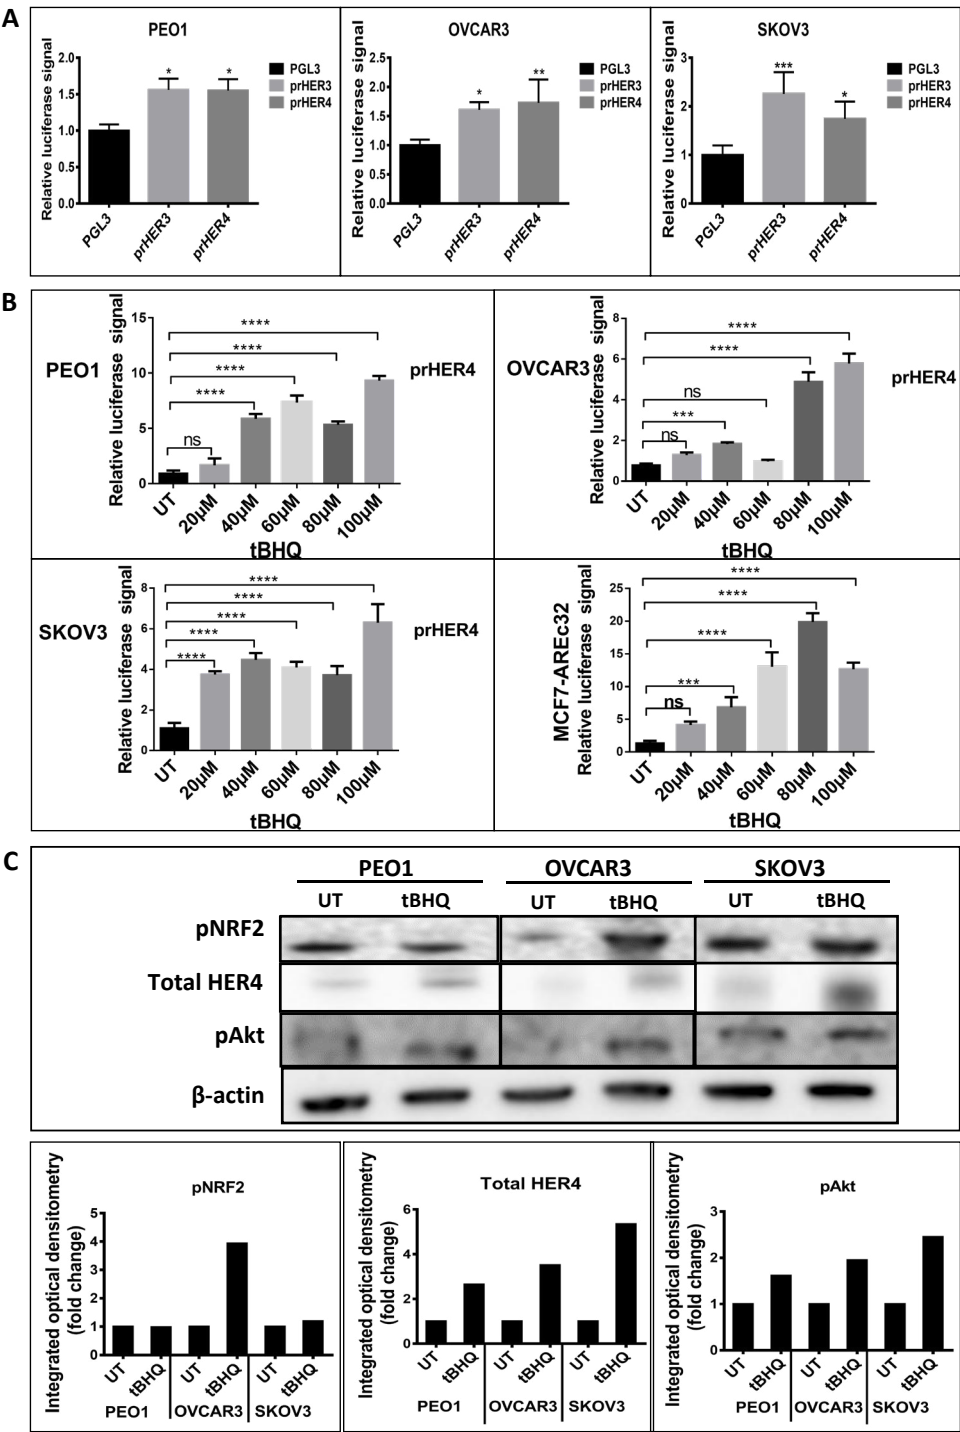 A
PEO1
Relative luciferase signal
2.0
1.5
1.0
0.5
0.0
*
*
PGL3
prHER3
prHER4
PGL3
prHER3
prHER4
OVCAR3
Relative luciferase signal
2.5
2.0
1.5
1.0
0.5
0.0
*
**
PGL3
prHER3
prHER4
PGL3
prHER3
prHER4
SKOV3
Relative luciferase signal
3
2
1
0
***
*
PGL3
prHER3
prHER4
PGL3
prHER3
prHER4
B
PEO1
Relative luciferase signal
15
10
5
0
****
****
****
****
ns
prHER4
UT
20µM
40µM
60µM
80µM
100µM
tBHQ
OVCAR3
Relative luciferase signal
8
6
4
2
0
****
****
ns
***
ns
prHER4
UT
20µM
40µM
60µM
80µM
100µM
tBHQ
SKOV3
Relative luciferase signal
8
6
4
2
0
****
****
****
****
****
prHER4
UT
20µM
40µM
60µM
80µM
100µM
tBHQ
MCF7-AREc32
Relative luciferase signal
25
20
15
10
5
0
****
****
****
***
ns
UT
20µM
40µM
60µM
80µM
100µM
tBHQ
C
PEO1 OVCAR3 SKOV3
UT tBHQ UT tBHQ UT tBHQ
pNRF2
Total HER4
pAkt
β-actin
pNRF2
Integrated optical densitometry
(fold change)
5
4
3
2
1
0
UT tBHQ UT tBHQ UT tBHQ
PEO1 OVCAR3 SKOV3
Total HER4
Integrated optical densitometry
(fold change)
6
4
2
0
UT tBHQ UT tBHQ UT tBHQ
PEO1 OVCAR3 SKOV3
pAkt
Integrated optical densitometry
(fold change)
3
2
1
0
UT tBHQ UT tBHQ UT tBHQ
PEO1 OVCAR3 SKOV3